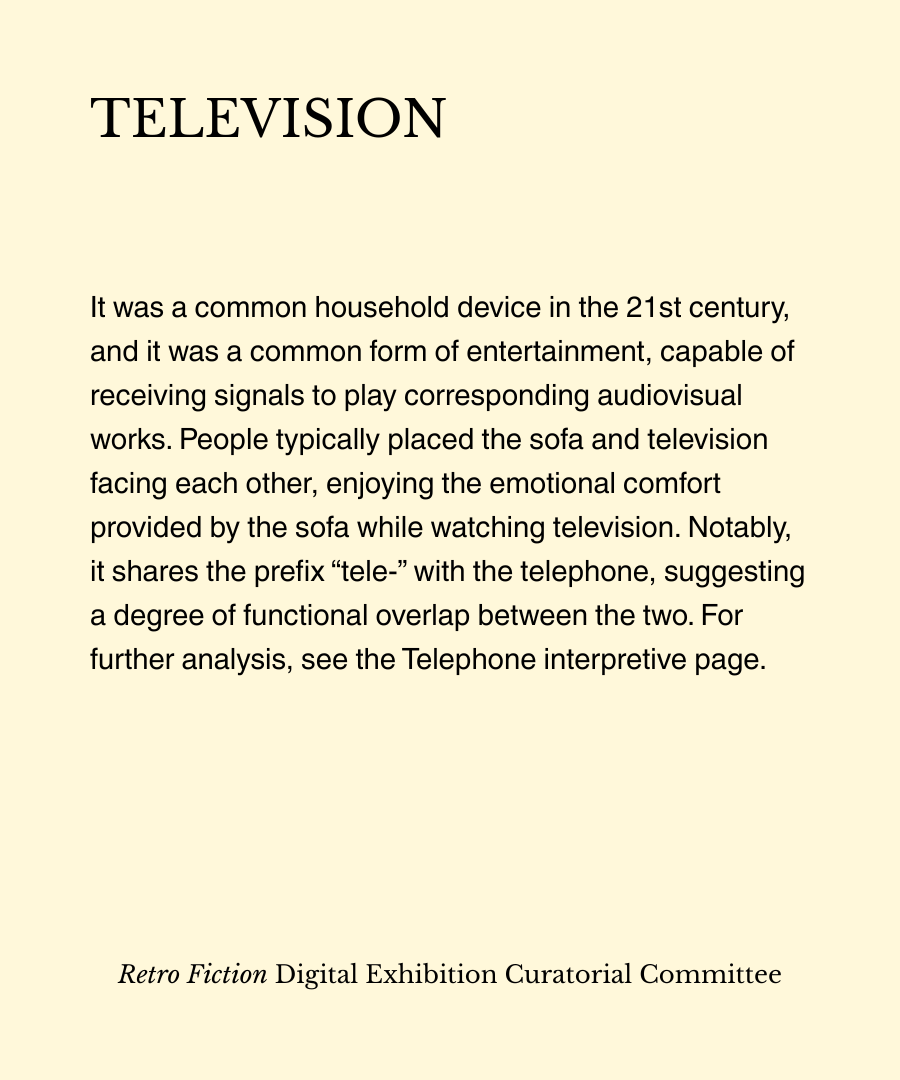 TELEVISION
It was a common household device in the 21st century,
and it was a common form of entertainment, capable of
receiving signals to play corresponding audiovisual
works. People typically placed the sofa and television
facing each other, enjoying the emotional comfort
provided by the sofa while watching television. Notably,
it shares the prefix “tele-” with the telephone, suggesting
a degree of functional overlap between the two. For
further analysis, see the Telephone interpretive page.
Retro Fiction Digital Exhibition Curatorial Committee